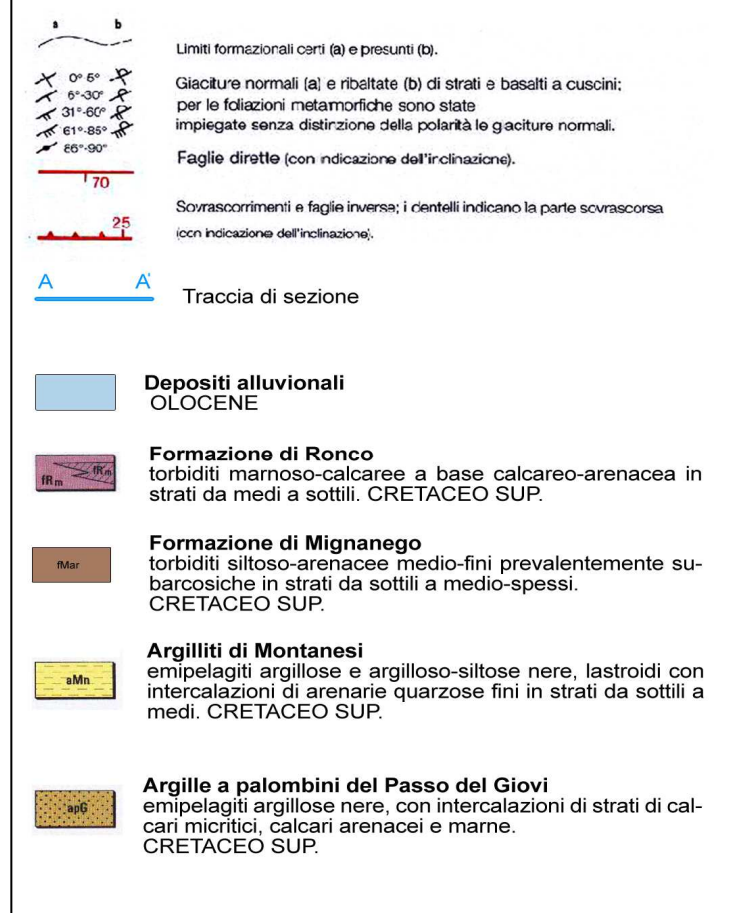 a b
Limiti formazionali certi (a) e presunti (b).
0° 5°
6°-30°
31°-60°
61°-85°
86°-90°
Giaciture normali (a) e ribaltate (b) di strati e basalti a cuscini;
per le foliazioni metamorfiche sono state
impiegate senza distinzione della polarità le giaciture normali.
Faglie dirette (con indicazione dell'inclinazione).
70
Sovrascorrimenti e faglie inverse; i dentelli indicano la parte sovrascorsa
(con indicazione dell'inclinazione).
25
A A'
Traccia di sezione
Depositi alluvionali
OLOCENE
fRm fRm
Formazione di Ronco
torbiditi marnoso-calcaree a base calcareo-arenacea in
strati da medi a sottili. CRETACEO SUP.
fMar
Formazione di Mignanego
torbiditi siltoso-arenacee medio-fini prevalentemente su-
barcosiche in strati da sottili a medio-spessi.
CRETACEO SUP.
aMn
Argilliti di Montanesi
emipelagiti argillose e argilloso-siltose nere, lastroidi con
intercalazioni di arenarie quarzose fini in strati da sottili a
medi. CRETACEO SUP.
apG
Argille a palombini del Passo del Giovi
emipelagiti argillose nere, con intercalazioni di strati di cal-
cari micritici, calcari arenacei e marne.
CRETACEO SUP.